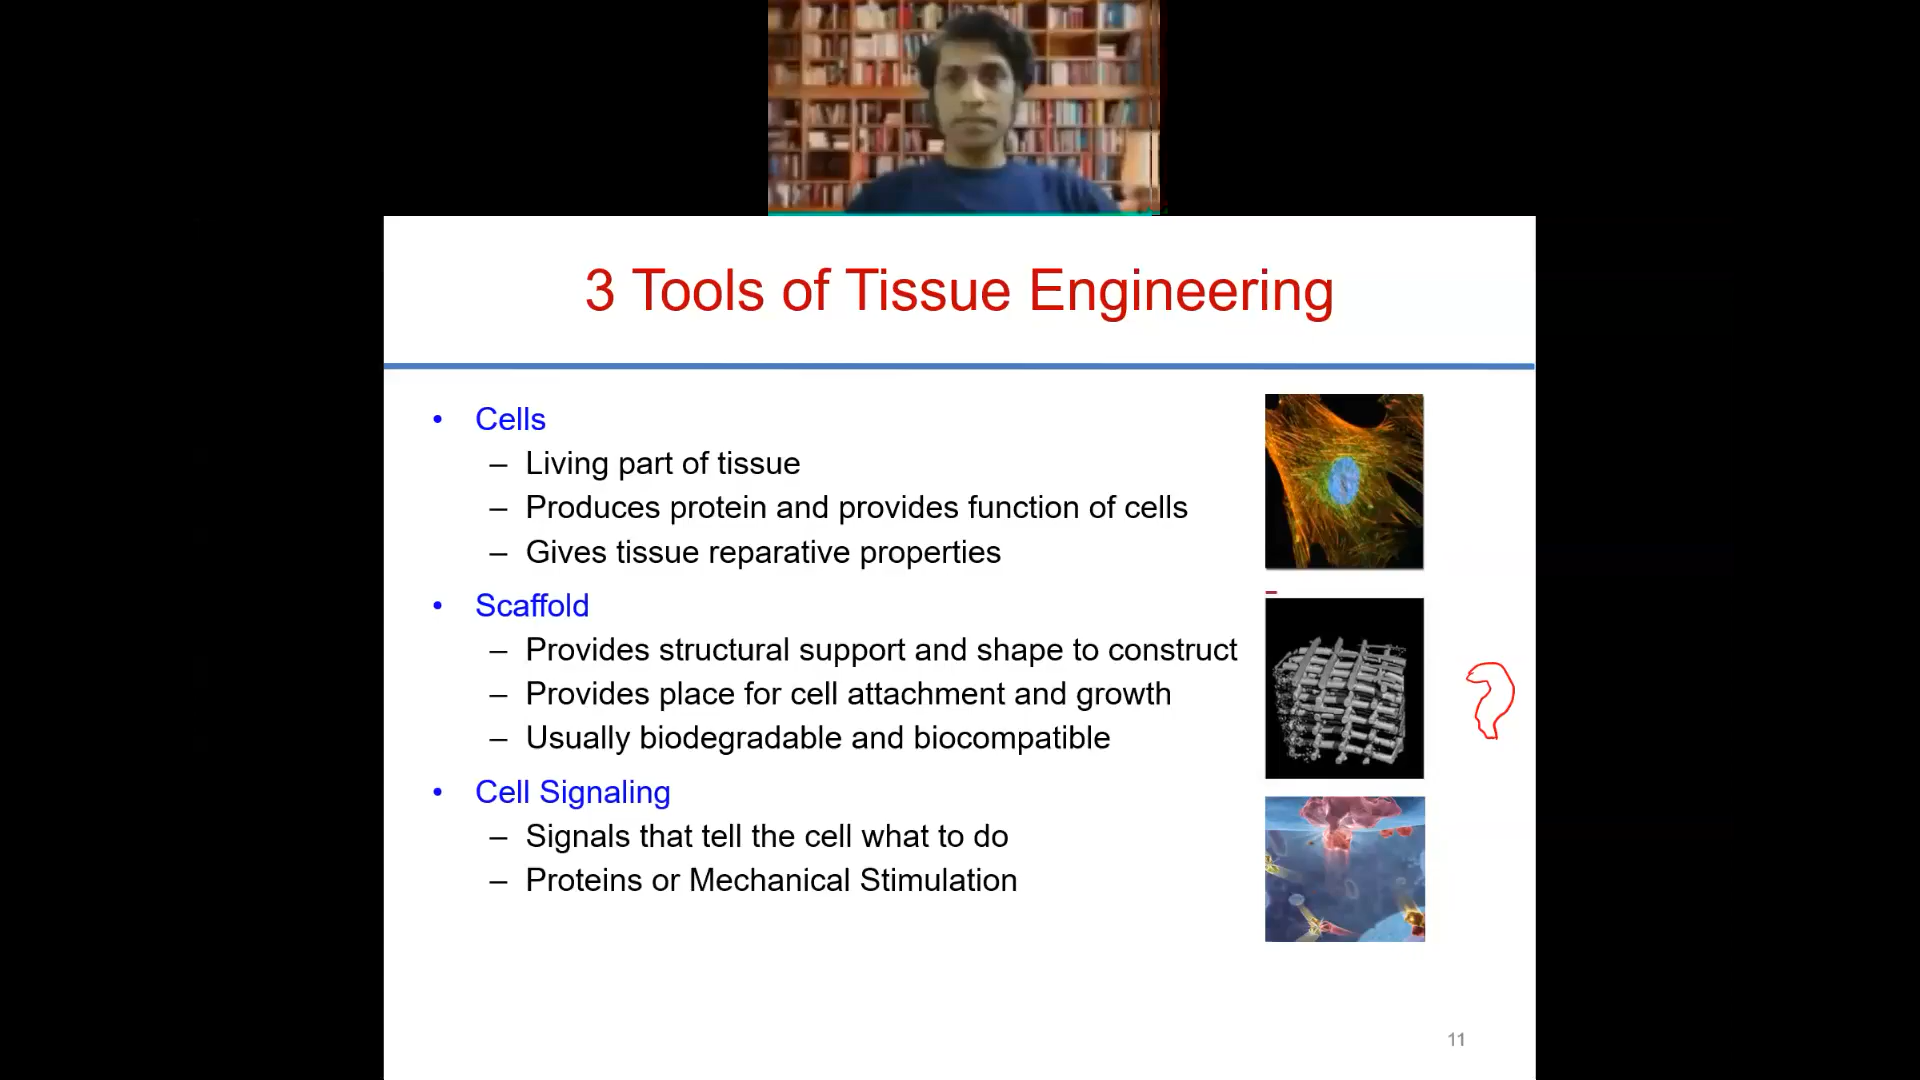 3 Tools of Tissue Engineering
• Cells
– Living part of tissue
– Produces protein and provides function of cells
– Gives tissue reparative properties
• Scaffold
– Provides structural support and shape to construct
– Provides place for cell attachment and growth
– Usually biodegradable and biocompatible
• Cell Signaling
– Signals that tell the cell what to do
– Proteins or Mechanical Stimulation
11